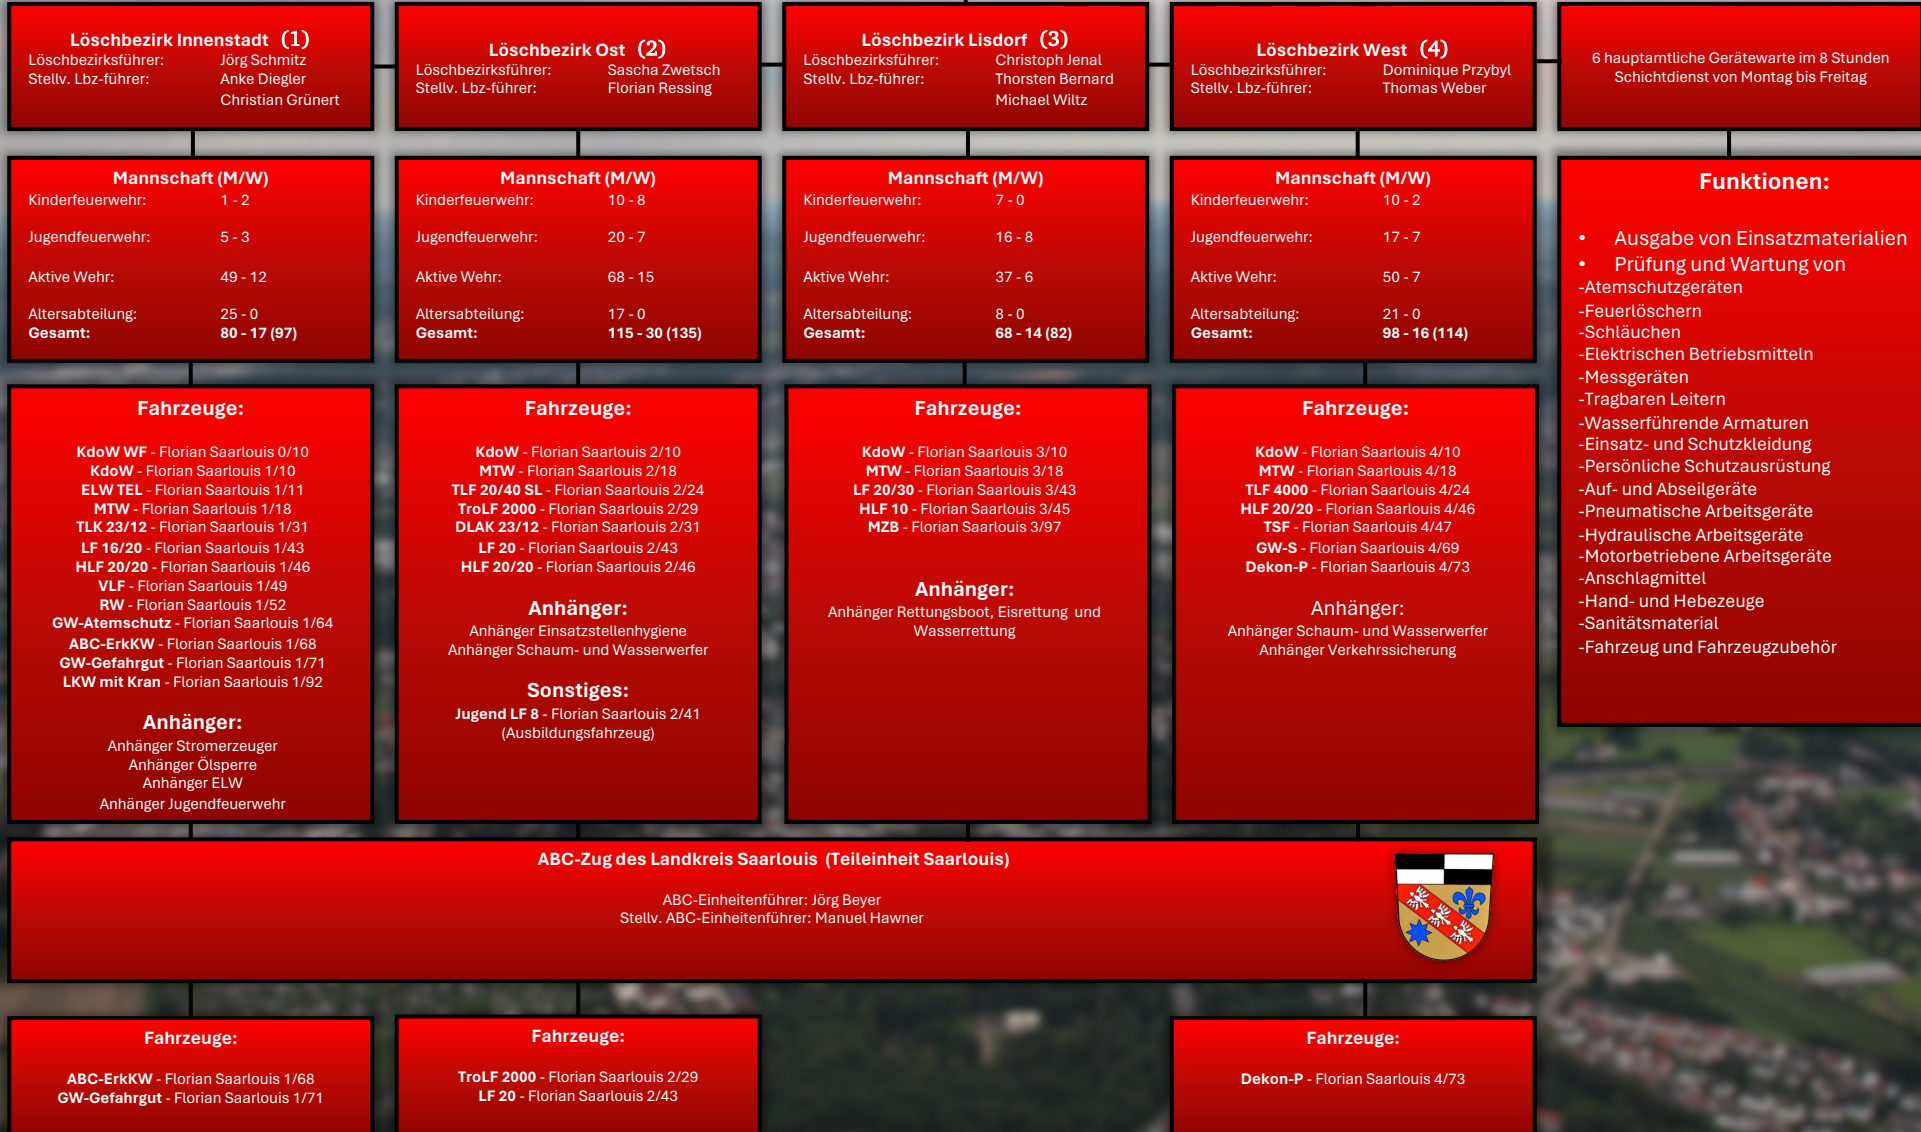 Löschbezirk Innenstadt (1)
Löschbezirksführer: Jörg Schmitz
Stellv. Lbz-führer: Anke Diegler
Christian Grünert
Löschbezirk Ost (2)
Löschbezirksführer: Sascha Zwetsch
Stellv. Lbz-führer: Florian Ressing
Löschbezirk Lisdorf (3)
Löschbezirksführer: Christoph Jenal
Stellv. Lbz-führer: Thorsten Bernard
Michael Wiltz
Löschbezirk West (4)
Löschbezirksführer: Dominique Przybyl
Stellv. Lbz-führer: Thomas Weber
6 hauptamtliche Gerätewarte im 8 Stunden
Schichtdienst von Montag bis Freitag
Mannschaft (M/W)
Kinderfeuerwehr: 1 - 2
Jugendfeuerwehr: 5 - 3
Aktive Wehr: 49 - 12
Altersabteilung: 25 - 0
Gesamt: 80 - 17 (97)
Mannschaft (M/W)
Kinderfeuerwehr: 10 - 8
Jugendfeuerwehr: 20 - 7
Aktive Wehr: 68 - 15
Altersabteilung: 17 - 0
Gesamt: 115 - 30 (135)
Mannschaft (M/W)
Kinderfeuerwehr: 7 - 0
Jugendfeuerwehr: 16 - 8
Aktive Wehr: 37 - 6
Altersabteilung: 8 - 0
Gesamt: 68 - 14 (82)
Mannschaft (M/W)
Kinderfeuerwehr: 10 - 2
Jugendfeuerwehr: 17 - 7
Aktive Wehr: 50 - 7
Altersabteilung: 21 - 0
Gesamt: 98 - 16 (114)
Funktionen:
• Ausgabe von Einsatzmaterialien
• Prüfung und Wartung von
-Atemschutzgeräten
-Feuerlöschern
-Schläuchen
-Elektrischen Betriebsmitteln
-Messgeräten
-Tragbaren Leitern
-Wasserführende Armaturen
-Einsatz- und Schutzkleidung
-Persönliche Schutzausrüstung
-Auf- und Abseilgeräte
-Pneumatische Arbeitsgeräte
-Hydraulische Arbeitsgeräte
-Motorbetriebene Arbeitsgeräte
-Anschlagmittel
-Hand- und Hebezeuge
-Sanitätsmaterial
-Fahrzeug und Fahrzeugzubehör
Fahrzeuge:
KdoW WF - Florian Saarlouis 0/10
KdoW - Florian Saarlouis 1/10
ELW TEL - Florian Saarlouis 1/11
MTW - Florian Saarlouis 1/18
TLK 23/12 - Florian Saarlouis 1/31
LF 16/20 - Florian Saarlouis 1/43
HLF 20/20 - Florian Saarlouis 1/46
VLF - Florian Saarlouis 1/49
RW - Florian Saarlouis 1/52
GW-Atemschutz - Florian Saarlouis 1/64
ABC-ErkKW - Florian Saarlouis 1/68
GW-Gefahrgut - Florian Saarlouis 1/71
LKW mit Kran - Florian Saarlouis 1/92
Anhänger:
Anhänger Stromerzeuger
Anhänger Ölsperre
Anhänger ELW
Anhänger Jugendfeuerwehr
Fahrzeuge:
KdoW - Florian Saarlouis 2/10
MTW - Florian Saarlouis 2/18
TLF 20/40 SL - Florian Saarlouis 2/24
TroLF 2000 - Florian Saarlouis 2/29
DLAK 23/12 - Florian Saarlouis 2/31
LF 20 - Florian Saarlouis 2/43
HLF 20/20 - Florian Saarlouis 2/46
Anhänger:
Anhänger Einsatzstellenhygiene
Anhänger Schaum- und Wasserwerfer
Sonstiges:
Jugend LF 8 - Florian Saarlouis 2/41
(Ausbildungsfahrzeug)
Fahrzeuge:
KdoW - Florian Saarlouis 3/10
MTW - Florian Saarlouis 3/18
LF 20/30 - Florian Saarlouis 3/43
HLF 10 - Florian Saarlouis 3/45
MZB - Florian Saarlouis 3/97
Anhänger:
Anhänger Rettungsboot, Eisrettung und
Wasserrettung
Fahrzeuge:
KdoW - Florian Saarlouis 4/10
MTW - Florian Saarlouis 4/18
TLF 4000 - Florian Saarlouis 4/24
HLF 20/20 - Florian Saarlouis 4/46
TSF - Florian Saarlouis 4/47
GW-S - Florian Saarlouis 4/69
Dekon-P - Florian Saarlouis 4/73
Anhänger:
Anhänger Schaum- und Wasserwerfer
Anhänger Verkehrssicherung
ABC-Zug des Landkreis Saarlouis (Teileinheit Saarlouis)
ABC-Einheitenführer: Jörg Beyer
Stellv. ABC-Einheitenführer: Manuel Hawner
Fahrzeuge:
ABC-ErkKW - Florian Saarlouis 1/68
GW-Gefahrgut - Florian Saarlouis 1/71
Fahrzeuge:
TroLF 2000 - Florian Saarlouis 2/29
LF 20 - Florian Saarlouis 2/43
Fahrzeuge:
Dekon-P - Florian Saarlouis 4/73